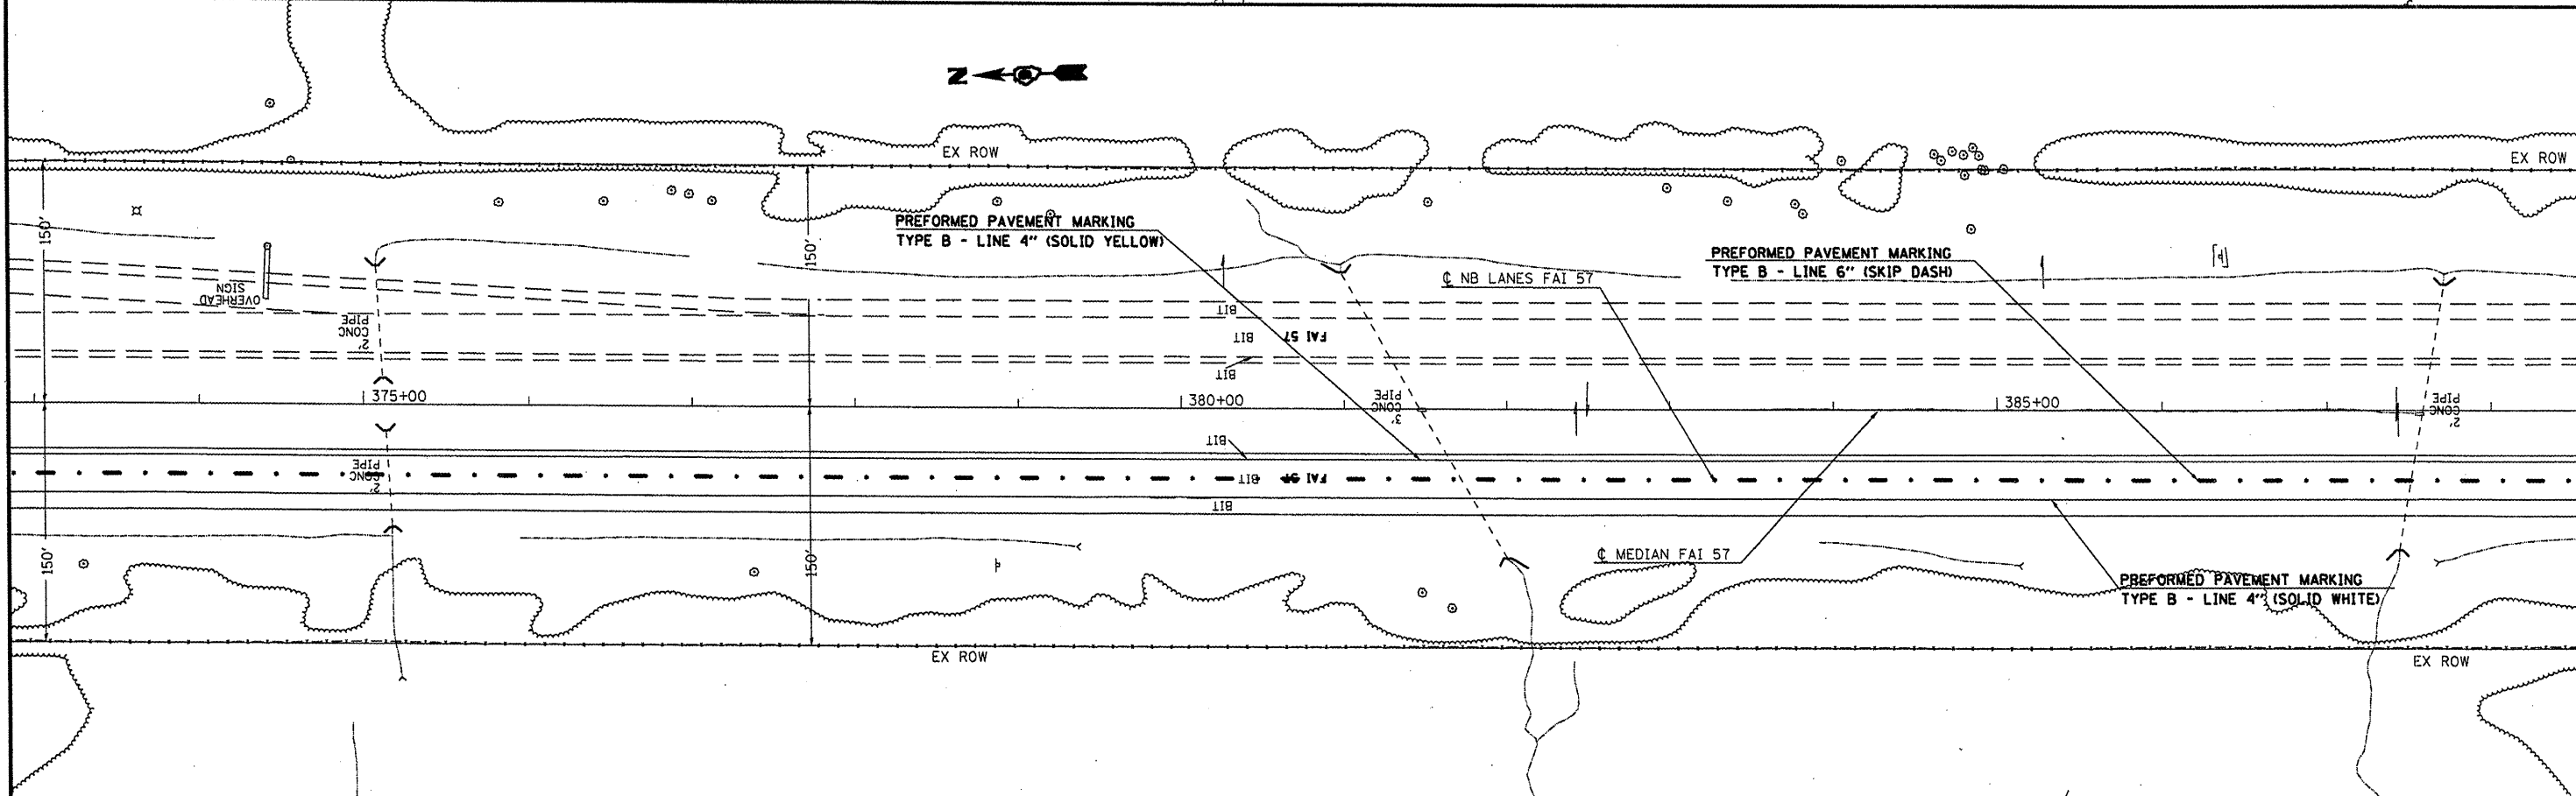 N
EX ROW
EX ROW
150'
150'
PREFORMED PAVEMENT MARKING
TYPE B - LINE 4" (SOLID YELLOW)
PREFORMED PAVEMENT MARKING
TYPE B - LINE 6" (SKIP DASH)
℄ NB LANES FAI 57
OVERHEAD
SIGN
2'
CONC
PIPE
BIT
BIT
FAI 57
BIT
375+00
380+00
3'
CONC
PIPE
385+00
2'
CONC
PIPE
BIT
2'
CONC
PIPE
BIT
FAI 57
BIT
150'
150'
℄ MEDIAN FAI 57
PREFORMED PAVEMENT MARKING
TYPE B - LINE 4" (SOLID WHITE)
EX ROW
EX ROW